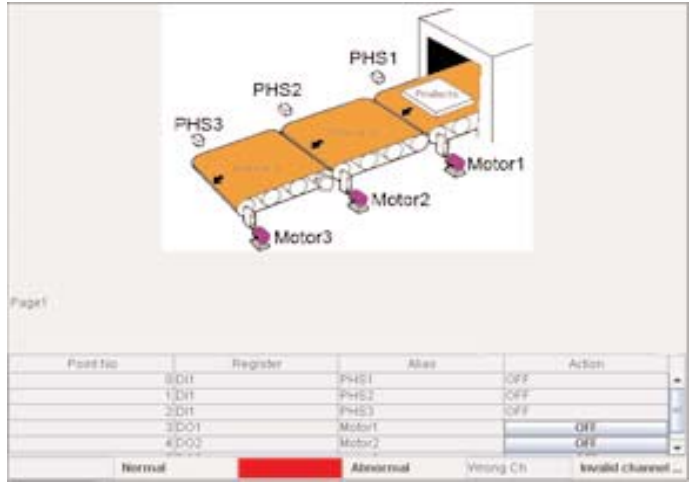 PHS1
PHS2
Products
PHS3
Motor1
Motor2
Motor3
Page1
Point No Register Alias Action
0 DI1 PHS1 OFF
1 DI1 PHS2 OFF
2 DI1 PHS3 OFF
3 DO1 Motor1 OFF
4 DO2 Motor2 OFF
Normal Abnormal Wrong Ch Invalid channel ...